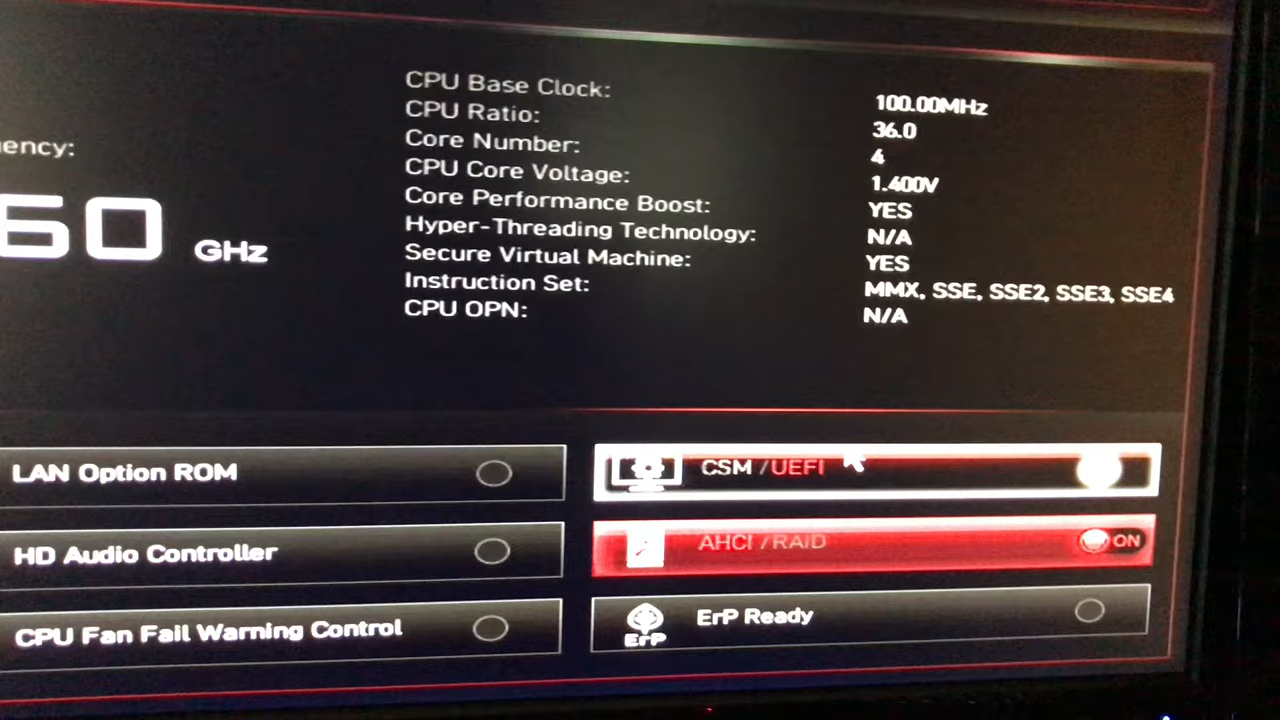 CPU Base Clock: 100.00MHz
CPU Ratio: 36.0
Core Number: 4
CPU Core Voltage: 1.400V
Core Performance Boost: YES
Hyper-Threading Technology: N/A
Secure Virtual Machine: YES
Instruction Set: MMX, SSE, SSE2, SSE3, SSE4
CPU OPN: N/A
ency:
60 GHz
LAN Option ROM
HD Audio Controller
CPU Fan Fail Warning Control
CSM /UEFI
AHCI /RAID ON
ErP ErP Ready